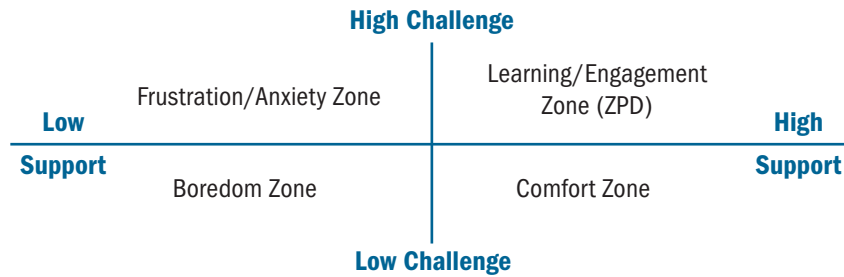 High Challenge
Frustration/Anxiety Zone
Learning/Engagement
Zone (ZPD)
Low
Support
High
Support
Boredom Zone
Comfort Zone
Low Challenge